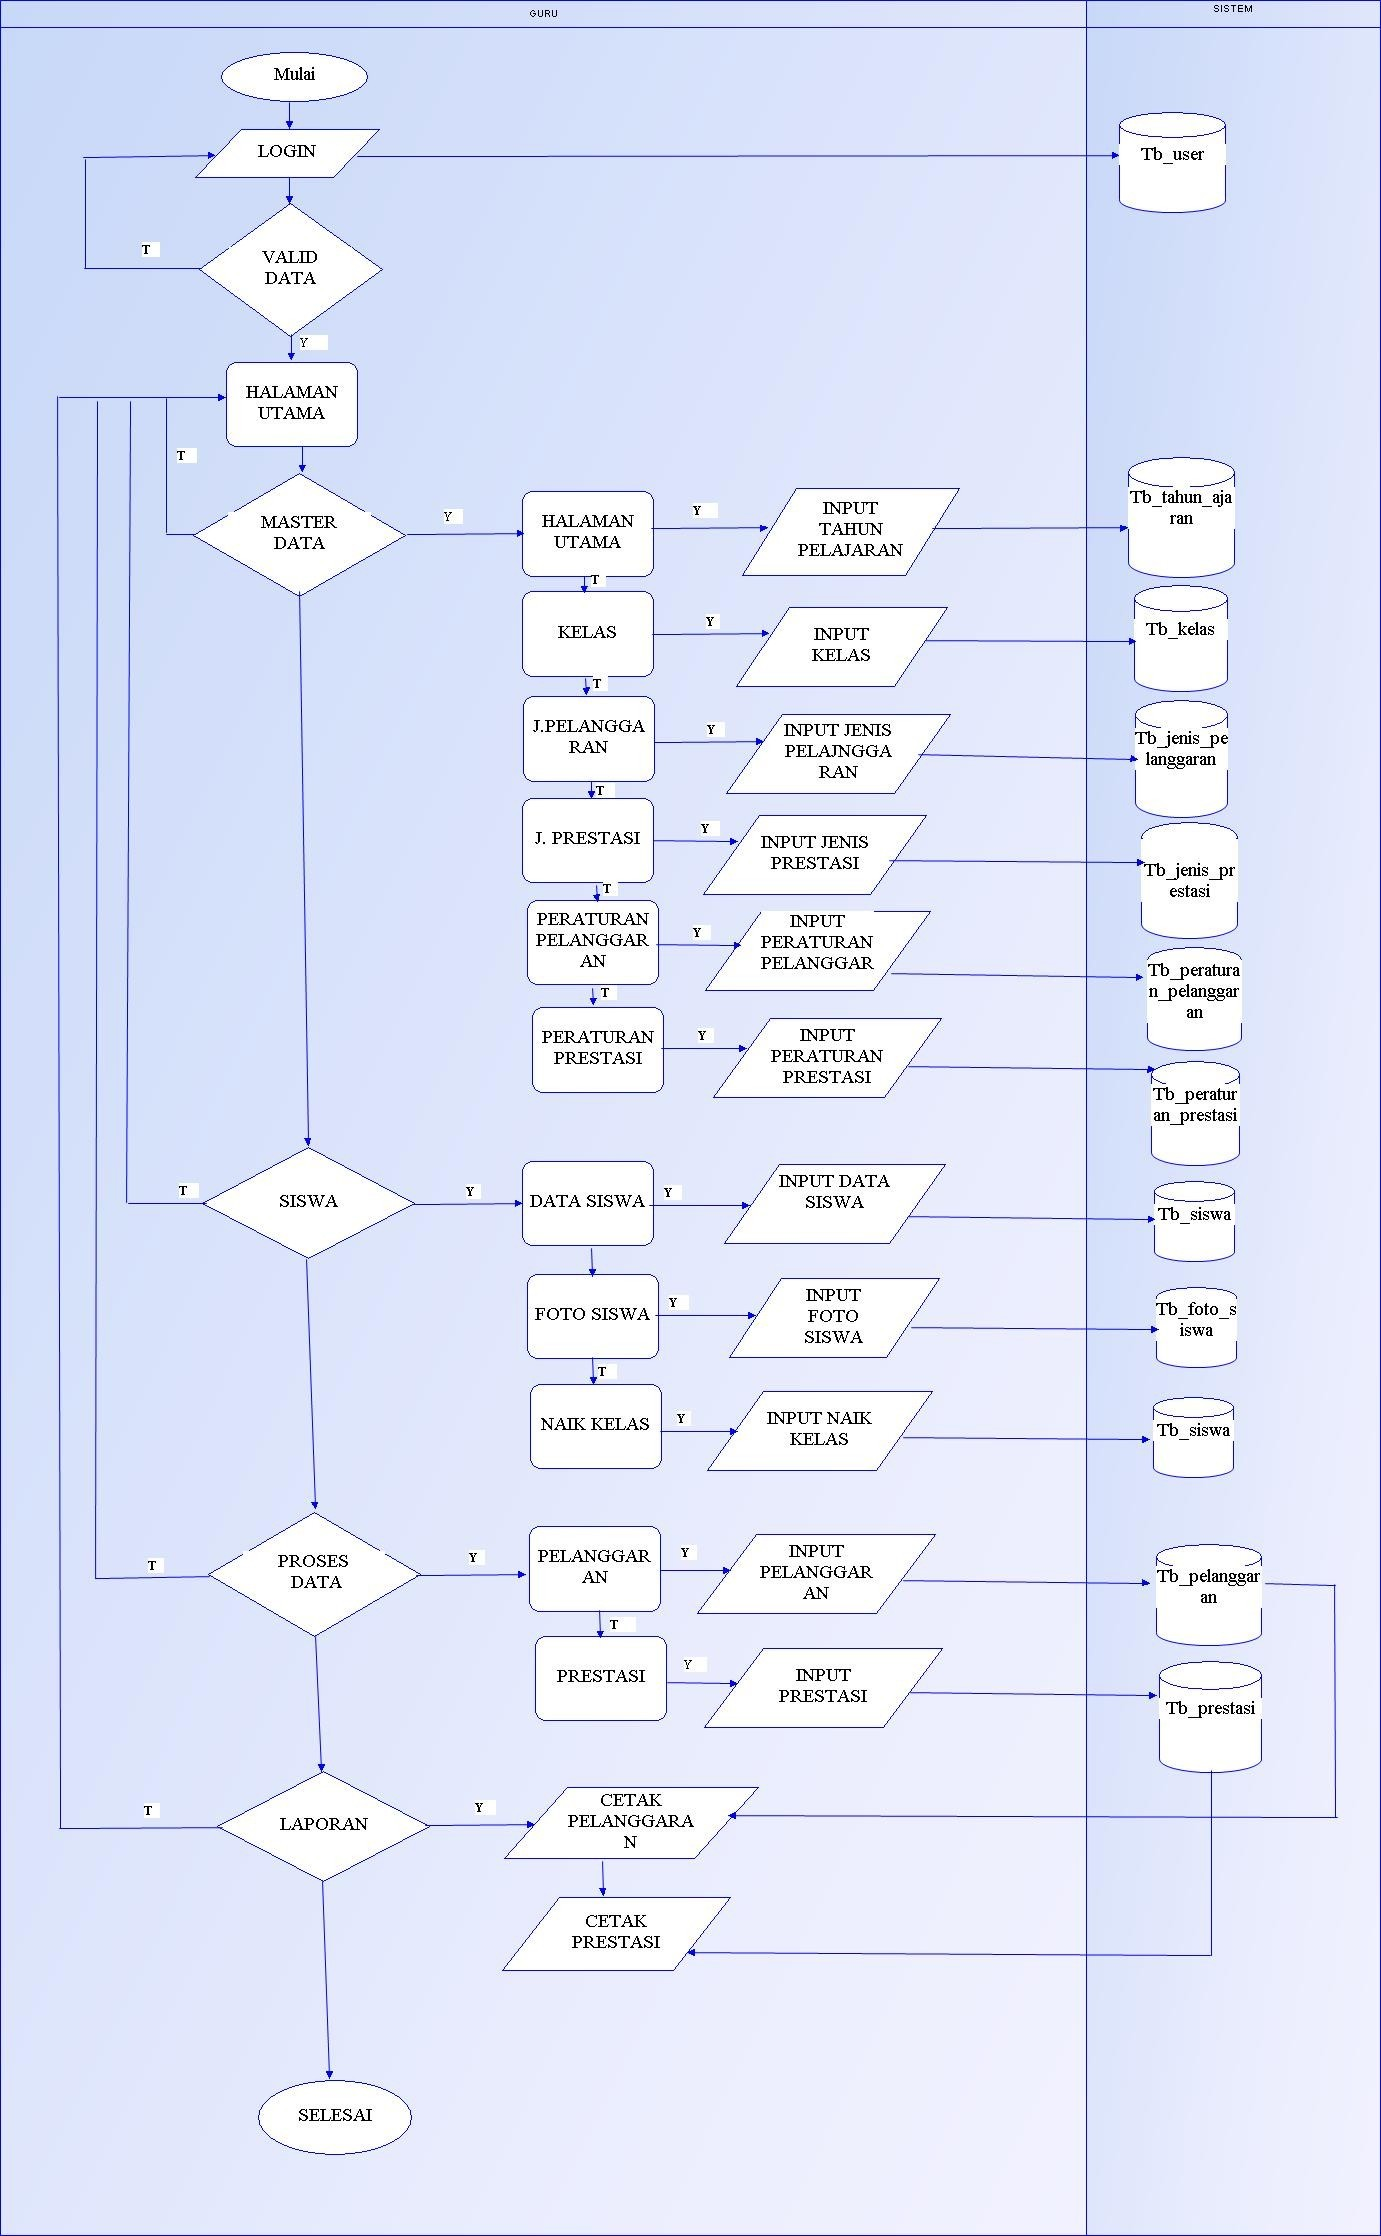 GURU
SISTEM
Mulai
LOGIN
Tb_user
T
VALID
DATA
Y
HALAMAN
UTAMA
T
MASTER
DATA
Y
HALAMAN
UTAMA
Y
INPUT
TAHUN
PELAJARAN
Tb_tahun_aja
ran
T
KELAS
Y
INPUT
KELAS
Tb_kelas
T
J.PELANGGA
RAN
Y
INPUT JENIS
PELAJNGGA
RAN
Tb_jenis_pe
langgaran
T
J. PRESTASI
Y
INPUT JENIS
PRESTASI
Tb_jenis_pr
estasi
T
PERATURAN
PELANGGAR
AN
Y
INPUT
PERATURAN
PELANGGAR
Tb_peratura
n_pelanggar
an
T
PERATURAN
PRESTASI
Y
INPUT
PERATURAN
PRESTASI
Tb_peratur
an_prestasi
T
SISWA
Y
DATA SISWA
Y
INPUT DATA
SISWA
Tb_siswa
FOTO SISWA
Y
INPUT
FOTO
SISWA
Tb_foto_s
iswa
T
NAIK KELAS
Y
INPUT NAIK
KELAS
Tb_siswa
T
PROSES
DATA
Y
PELANGGAR
AN
Y
INPUT
PELANGGAR
AN
Tb_pelanggar
an
T
PRESTASI
Y
INPUT
PRESTASI
Tb_prestasi
T
LAPORAN
Y
CETAK
PELANGGARA
N
CETAK
PRESTASI
SELESAI